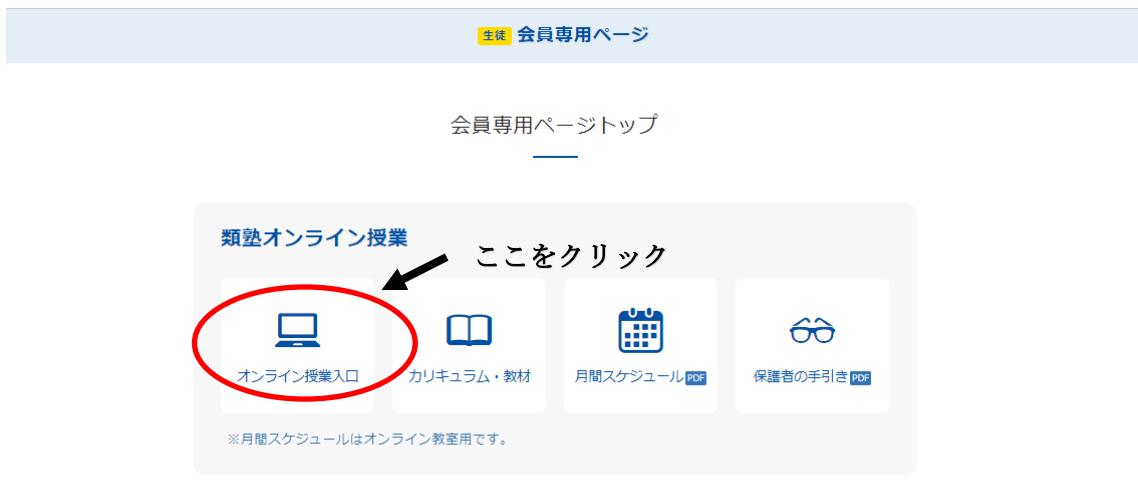 生徒 会員専用ページ
会員専用ページトップ
類塾オンライン授業
ここをクリック
オンライン授業入口
カリキュラム・教材
月間スケジュール PDF
保護者の手引き PDF
※月間スケジュールはオンライン教室用です。